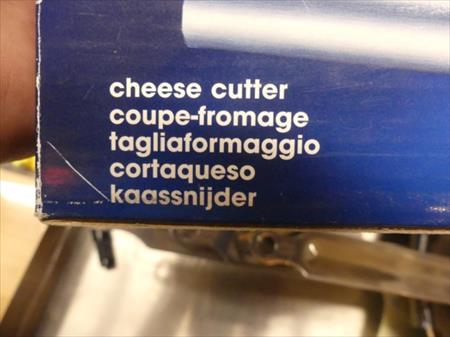 cheese cutter
coupe-fromage
tagliaformaggio
cortaqueso
kaassnijder